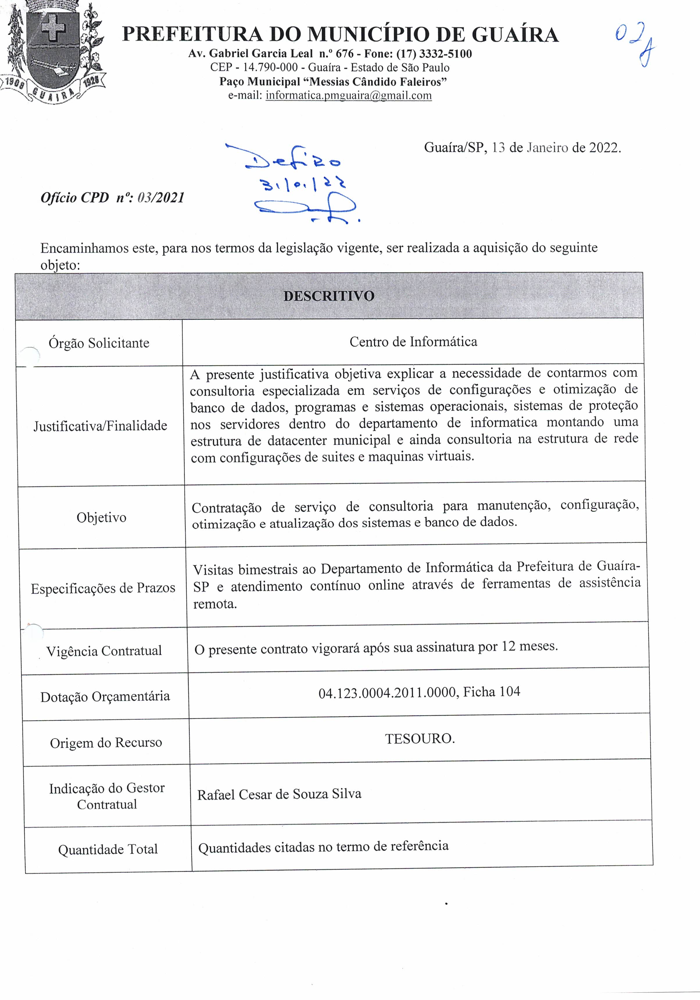 PREFEITURA DO MUNICÍPIO DE GUAÍRA
Av. Gabriel Garcia Leal n.º 676 - Fone: (17) 3332-5100
CEP - 14.790-000 - Guaíra - Estado de São Paulo
Paço Municipal “Messias Cândido Faleiros”
e-mail: informatica.pmguaira@gmail.com
1908 GUAIRA 1928
02
Guaíra/SP, 13 de Janeiro de 2022.
Defiro
Ofício CPD nº: 03/2021
Encaminhamos este, para nos termos da legislação vigente, ser realizada a aquisição do seguinte
objeto:
DESCRITIVO
Órgão Solicitante
Centro de Informática
Justificativa/Finalidade
A presente justificativa objetiva explicar a necessidade de contarmos com
consultoria especializada em serviços de configurações e otimização de
banco de dados, programas e sistemas operacionais, sistemas de proteção
nos servidores dentro do departamento de informatica montando uma
estrutura de datacenter municipal e ainda consultoria na estrutura de rede
com configurações de suites e maquinas virtuais.
Objetivo
Contratação de serviço de consultoria para manutenção, configuração,
otimização e atualização dos sistemas e banco de dados.
Especificações de Prazos
Visitas bimestrais ao Departamento de Informática da Prefeitura de Guaíra-
SP e atendimento contínuo online através de ferramentas de assistência
remota.
Vigência Contratual
O presente contrato vigorará após sua assinatura por 12 meses.
Dotação Orçamentária
04.123.0004.2011.0000, Ficha 104
Origem do Recurso
TESOURO.
Indicação do Gestor
Contratual
Rafael Cesar de Souza Silva
Quantidade Total
Quantidades citadas no termo de referência